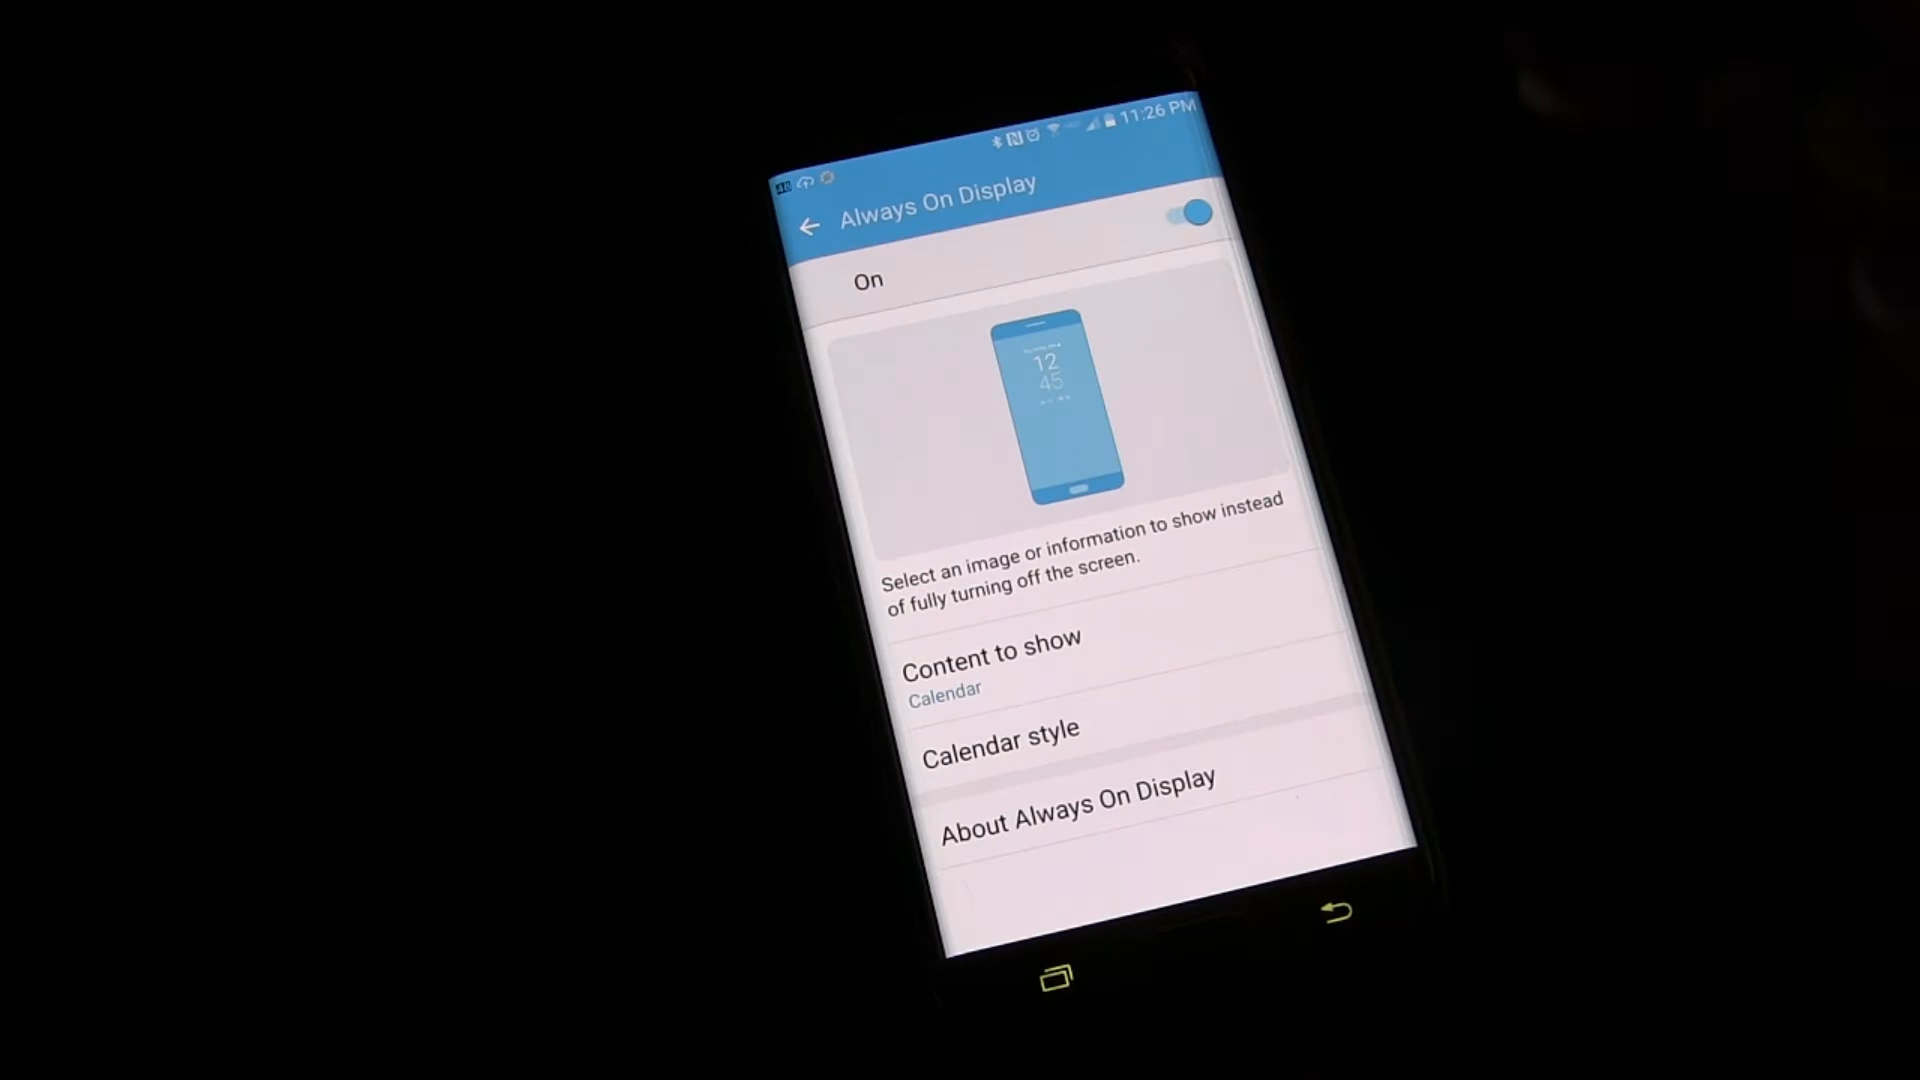 48
11:26 PM
Always On Display
On
12
45
Select an image or information to show instead
of fully turning off the screen.
Content to show
Calendar
Calendar style
About Always On Display